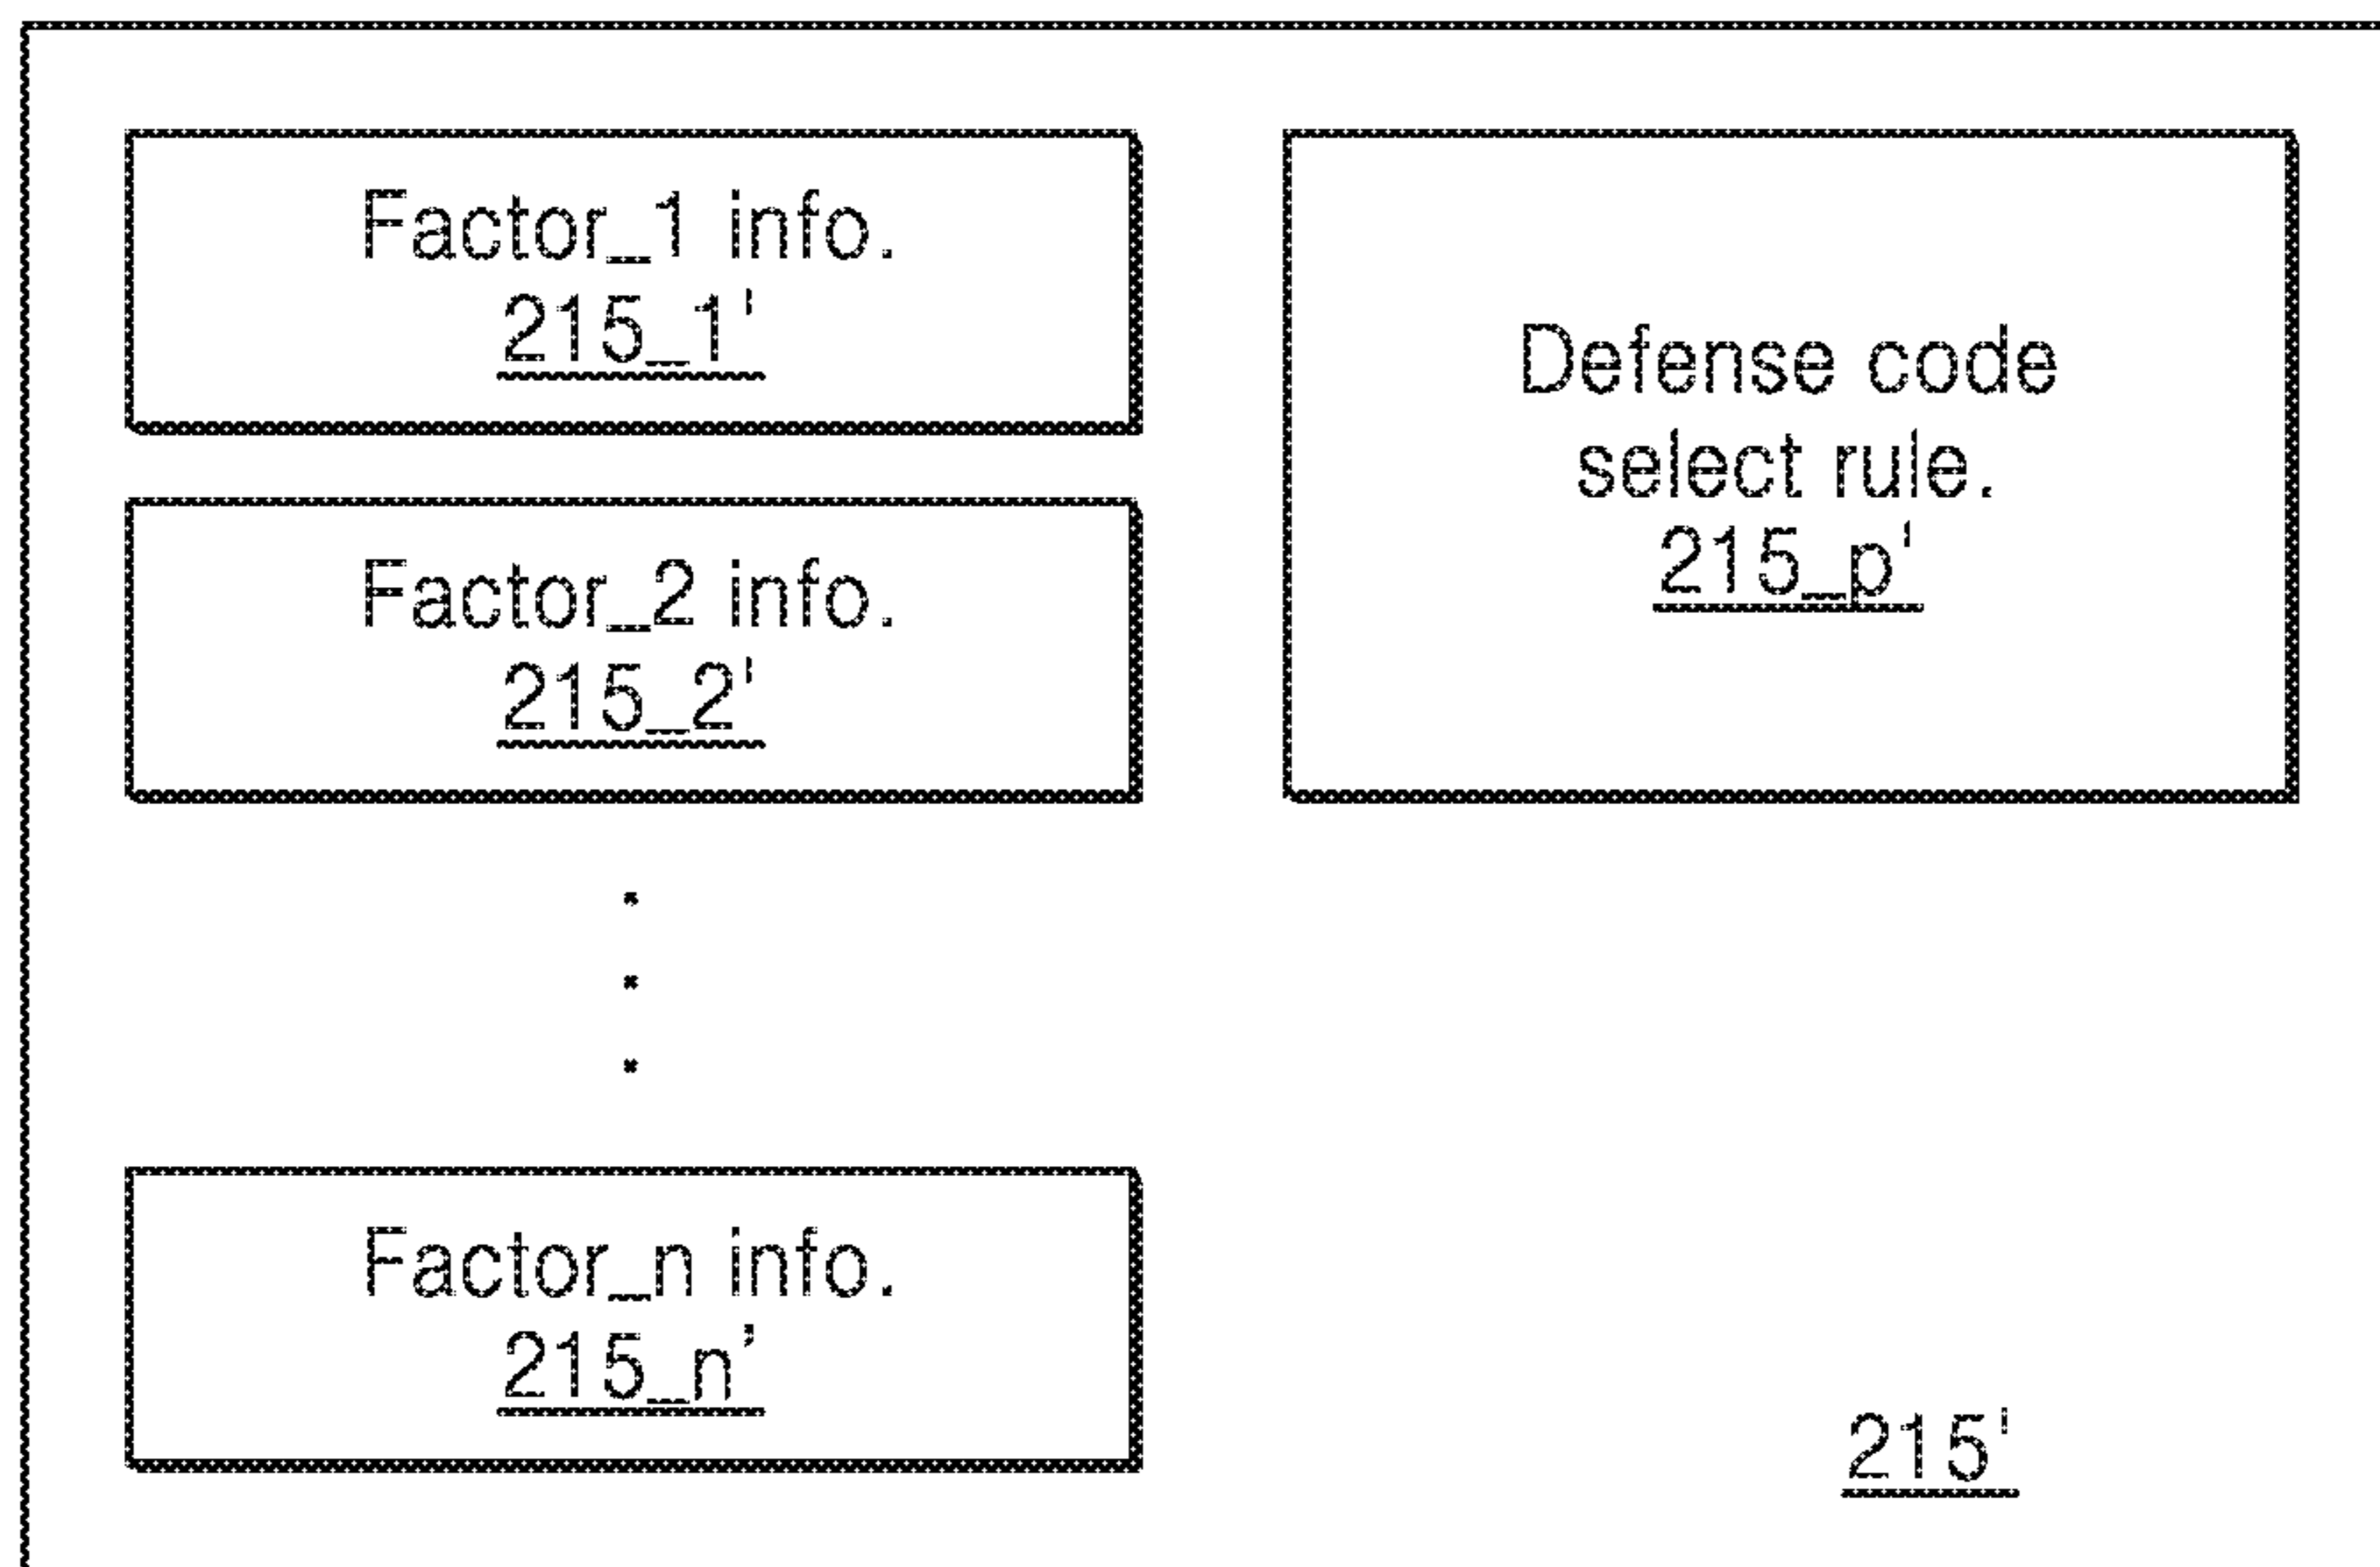 Factor_1 info.
215_1'
Factor_2 info.
215_2'
Factor_n info.
215_n’
Defense code
select rule.
215_p'
215'